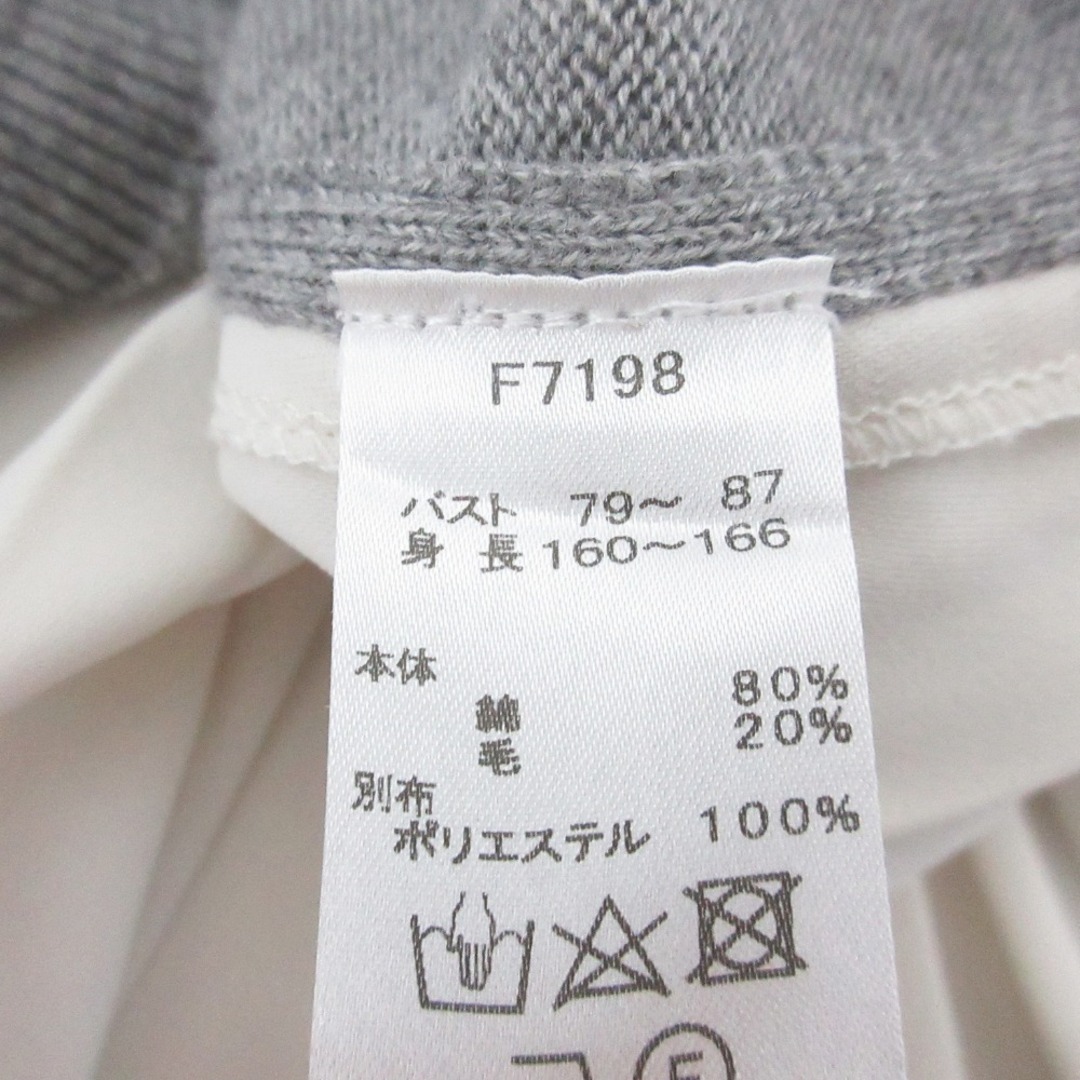 F7198
バスト 79～ 87
身 長 160～166
本体
綿 80%
毛 20%
別布
ポリエステル 100%
F